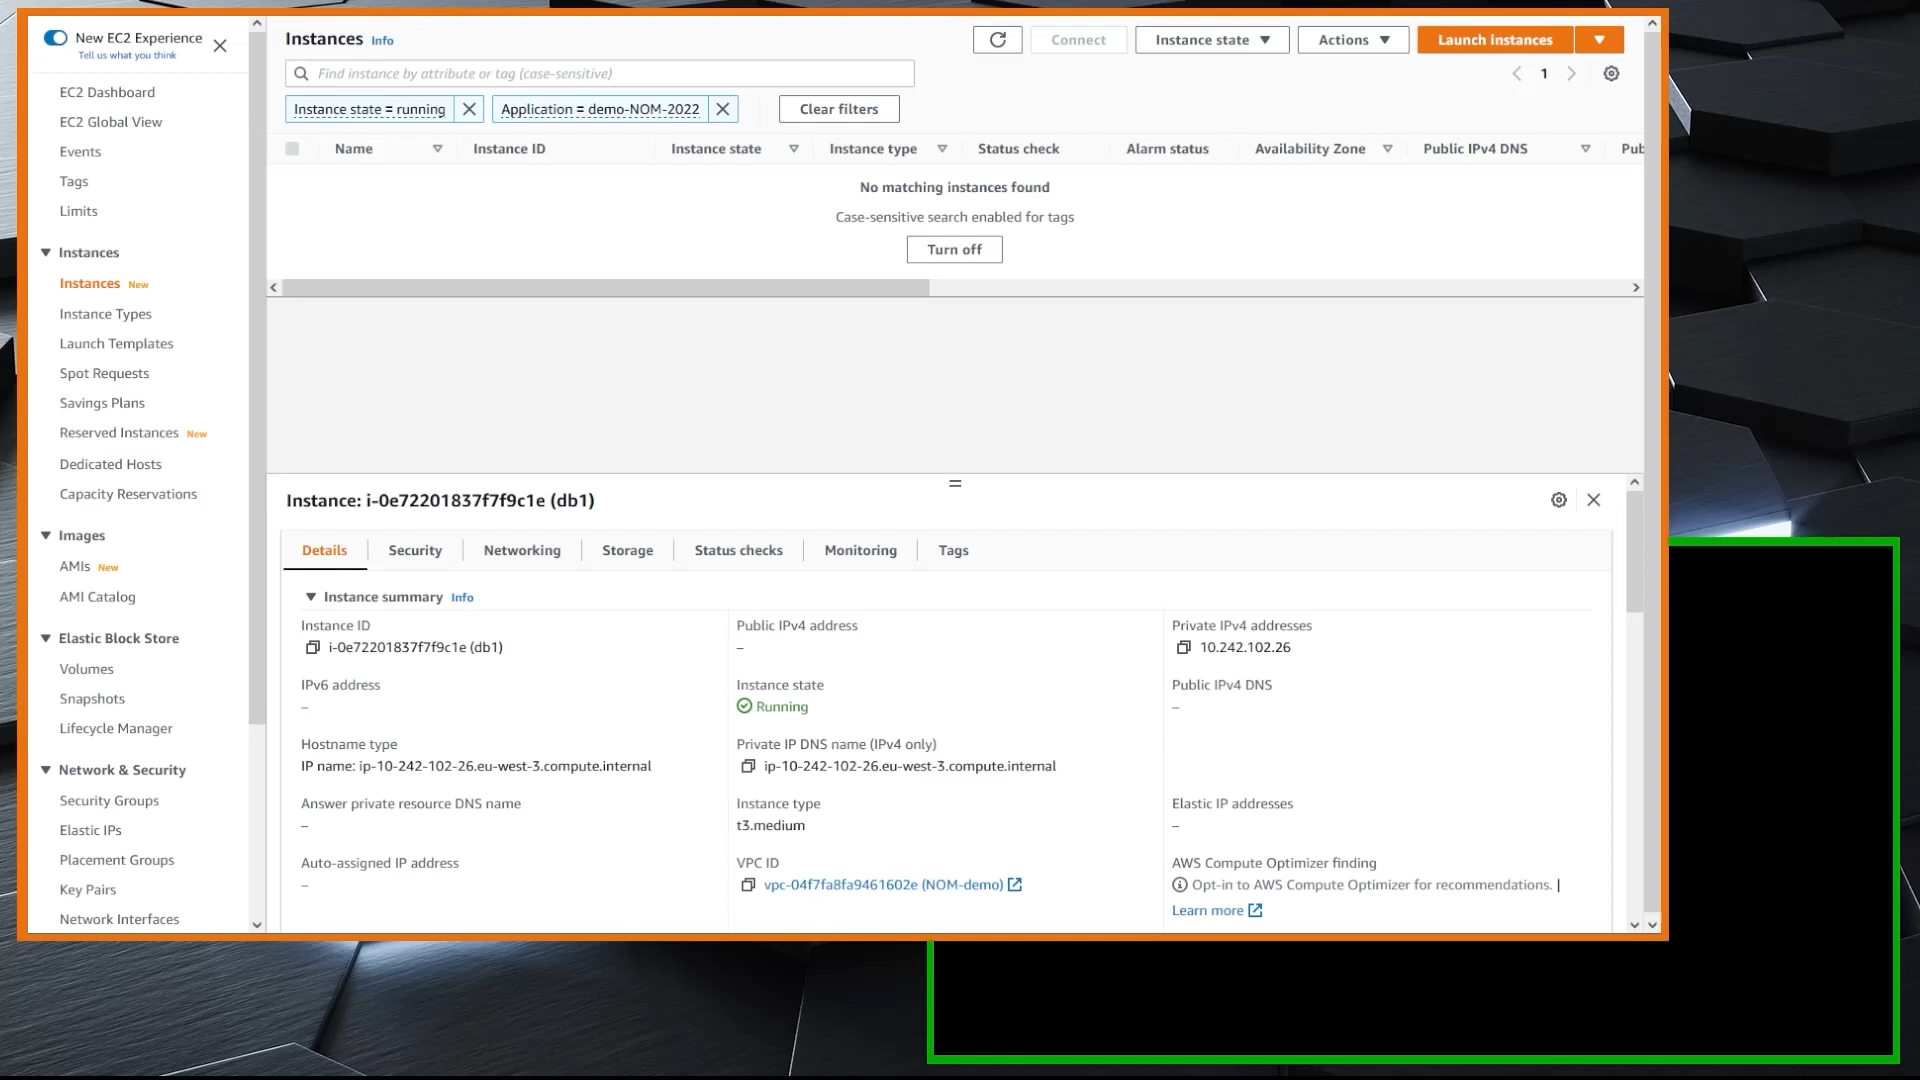 New EC2 Experience
Tell us what you think
EC2 Dashboard
EC2 Global View
Events
Tags
Limits
Instances
Instances New
Instance Types
Launch Templates
Spot Requests
Savings Plans
Reserved Instances New
Dedicated Hosts
Capacity Reservations
Images
AMIs New
AMI Catalog
Elastic Block Store
Volumes
Snapshots
Lifecycle Manager
Network & Security
Security Groups
Elastic IPs
Placement Groups
Key Pairs
Network Interfaces
Instances Info
Connect
Instance state
Actions
Launch instances
Find instance by attribute or tag (case-sensitive)
1
Instance state = running
Application = demo-NOM-2022
Clear filters
Name Instance ID Instance state Instance type Status check Alarm status Availability Zone Public IPv4 DNS Pub
No matching instances found
Case-sensitive search enabled for tags
Turn off
Instance: i-0e72201837f7f9c1e (db1)
Details Security Networking Storage Status checks Monitoring Tags
Instance summary Info
Instance ID
i-0e72201837f7f9c1e (db1)
Public IPv4 address
–
Private IPv4 addresses
10.242.102.26
IPv6 address
–
Instance state
Running
Public IPv4 DNS
–
Hostname type
IP name: ip-10-242-102-26.eu-west-3.compute.internal
Private IP DNS name (IPv4 only)
ip-10-242-102-26.eu-west-3.compute.internal
Answer private resource DNS name
–
Instance type
t3.medium
Elastic IP addresses
–
Auto-assigned IP address
–
VPC ID
vpc-04f7fa8fa9461602e (NOM-demo)
AWS Compute Optimizer finding
Opt-in to AWS Compute Optimizer for recommendations. |
Learn more